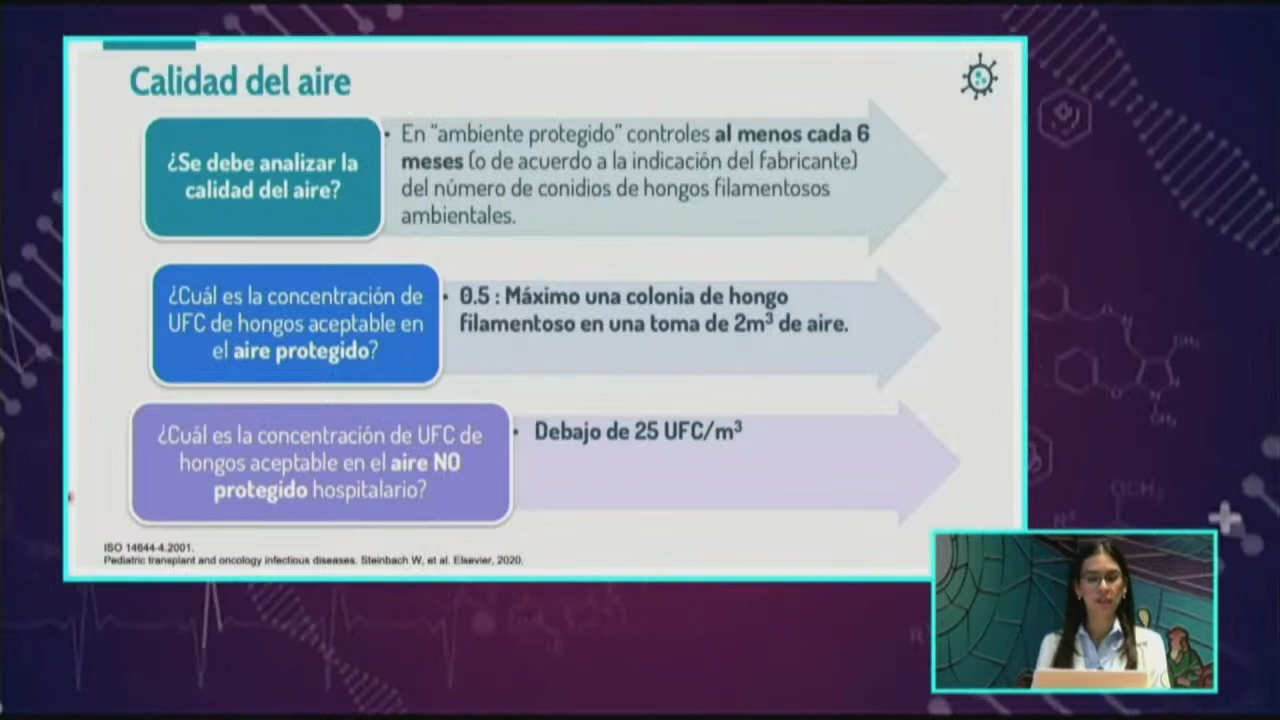 Calidad del aire
¿Se debe analizar la
calidad del aire?
• En "ambiente protegido" controles al menos cada 6
meses (o de acuerdo a la indicación del fabricante)
del número de conidios de hongos filamentosos
ambientales.
¿Cuál es la concentración de
UFC de hongos aceptable en
el aire protegido?
• 0.5 : Máximo una colonia de hongo
filamentoso en una toma de 2m³ de aire.
¿Cuál es la concentración de UFC de
hongos aceptable en el aire NO
protegido hospitalario?
• Debajo de 25 UFC/m³
ISO 14644-4.2001.
Pediatric transplant and oncology infectious diseases. Steinbach W, et al. Elsevier, 2020.
OCH₃